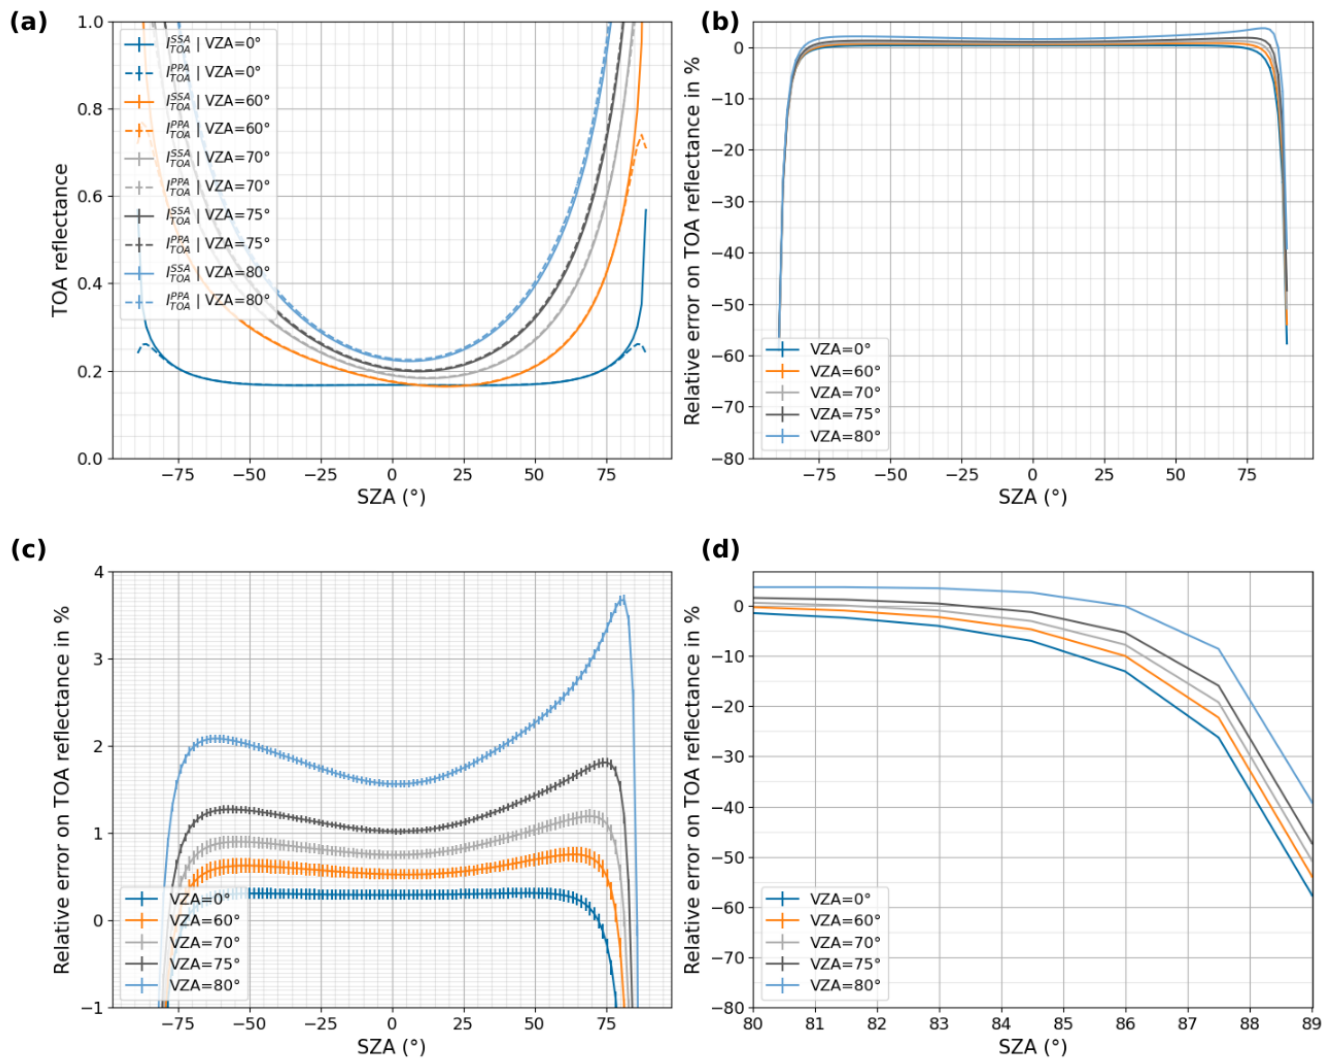 (a)
1.0
0.8
0.6
0.4
0.2
0.0
TOA reflectance
I_TOA^SSA | VZA=0°
I_TOA^PPA | VZA=0°
I_TOA^SSA | VZA=60°
I_TOA^PPA | VZA=60°
I_TOA^SSA | VZA=70°
I_TOA^PPA | VZA=70°
I_TOA^SSA | VZA=75°
I_TOA^PPA | VZA=75°
I_TOA^SSA | VZA=80°
I_TOA^PPA | VZA=80°
−75 −50 −25 0 25 50 75
SZA (°)
(b)
0
−10
−20
−30
−40
−50
−60
−70
−80
Relative error on TOA reflectance in %
VZA=0°
VZA=60°
VZA=70°
VZA=75°
VZA=80°
−75 −50 −25 0 25 50 75
SZA (°)
(c)
4
3
2
1
0
−1
Relative error on TOA reflectance in %
VZA=0°
VZA=60°
VZA=70°
VZA=75°
VZA=80°
−75 −50 −25 0 25 50 75
SZA (°)
(d)
0
−10
−20
−30
−40
−50
−60
−70
−80
Relative error on TOA reflectance in %
VZA=0°
VZA=60°
VZA=70°
VZA=75°
VZA=80°
80 81 82 83 84 85 86 87 88 89
SZA (°)